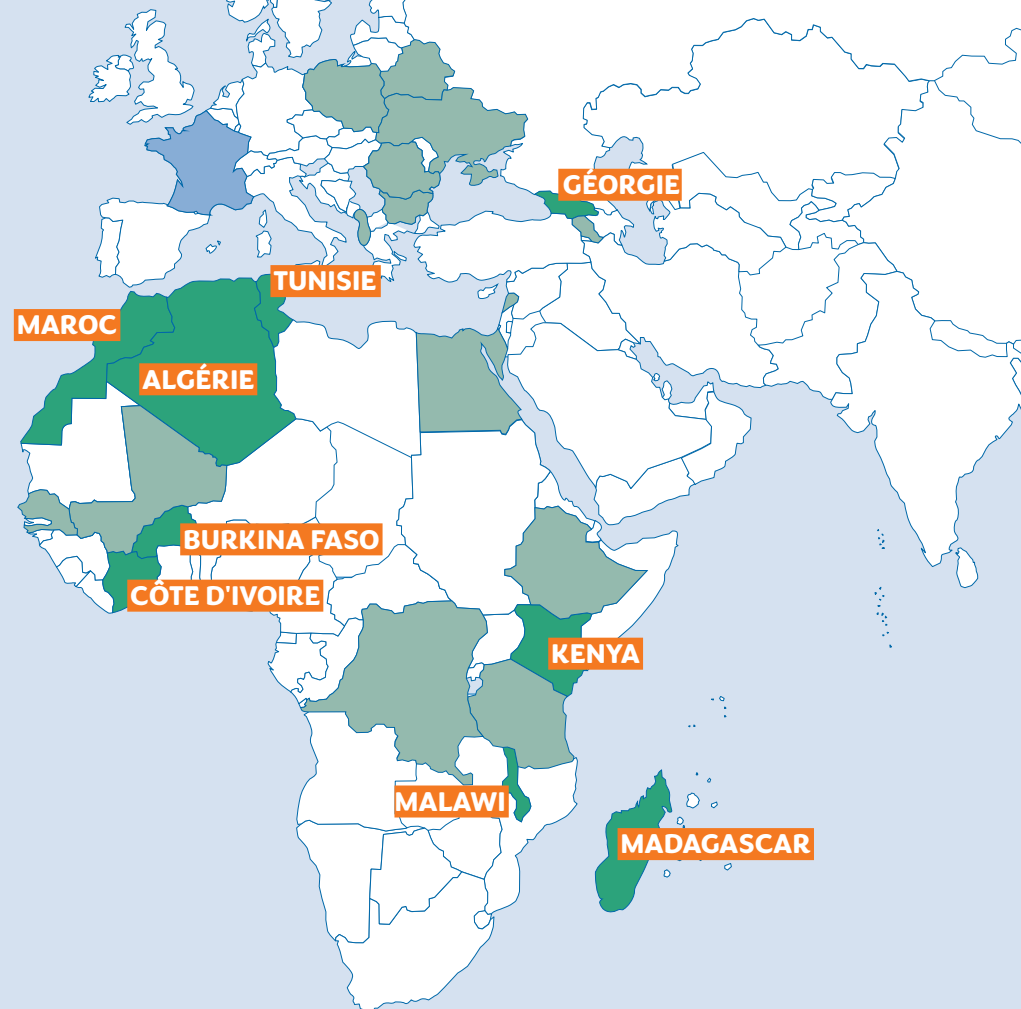 GÉORGIE
TUNISIE
MAROC
ALGÉRIE
BURKINA FASO
CÔTE D'IVOIRE
KENYA
MALAWI
MADAGASCAR